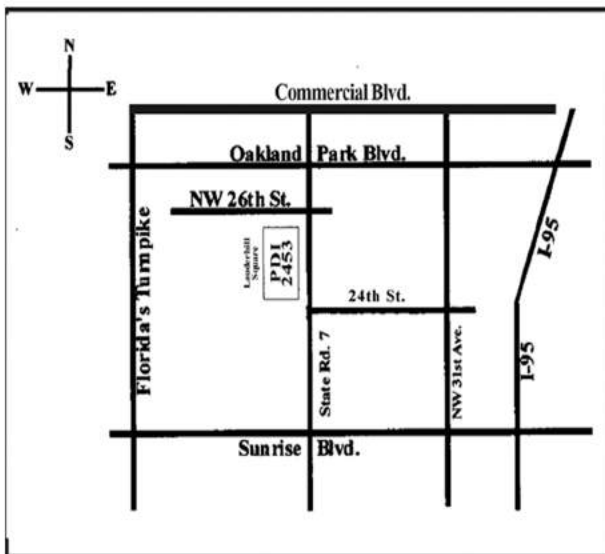 N
W E
S
Commercial Blvd.
Oakland Park Blvd.
NW 26th St.
Florida's Turnpike
Lauderhill
Square
PDI
2453
I-95
24th St.
State Rd. 7
NW 31st Ave.
I-95
Sunrise Blvd.